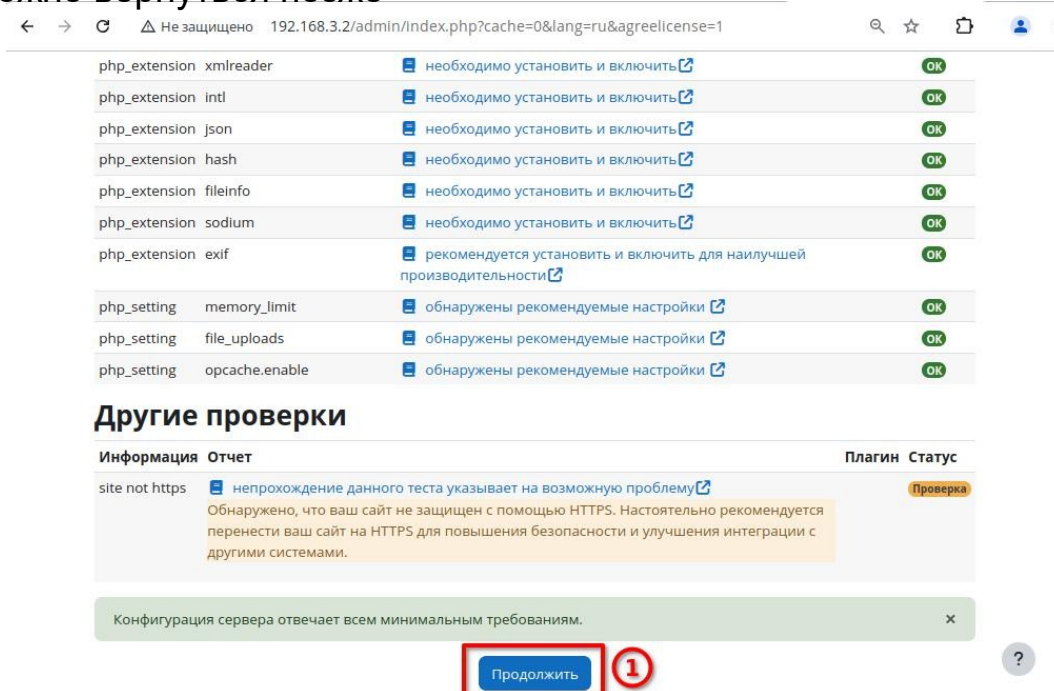 вернуться
Не защищено 192.168.3.2/admin/index.php?cache=0&lang=ru&agreelicense=1
php_extension xmlreader необходимо установить и включить OK
php_extension intl необходимо установить и включить OK
php_extension json необходимо установить и включить OK
php_extension hash необходимо установить и включить OK
php_extension fileinfo необходимо установить и включить OK
php_extension sodium необходимо установить и включить OK
php_extension exif рекомендуется установить и включить для наилучшей OK
производительности
php_setting memory_limit обнаружены рекомендуемые настройки OK
php_setting file_uploads обнаружены рекомендуемые настройки OK
php_setting opcache.enable обнаружены рекомендуемые настройки OK
Другие проверки
Информация Отчет Плагин Статус
site not https непрохождение данного теста указывает на возможную проблему Проверка
Обнаружено, что ваш сайт не защищен с помощью HTTPS. Настоятельно рекомендуется
перенести ваш сайт на HTTPS для повышения безопасности и улучшения интеграции с
другими системами.
Конфигурация сервера отвечает всем минимальным требованиям. ×
Продолжить 1
?